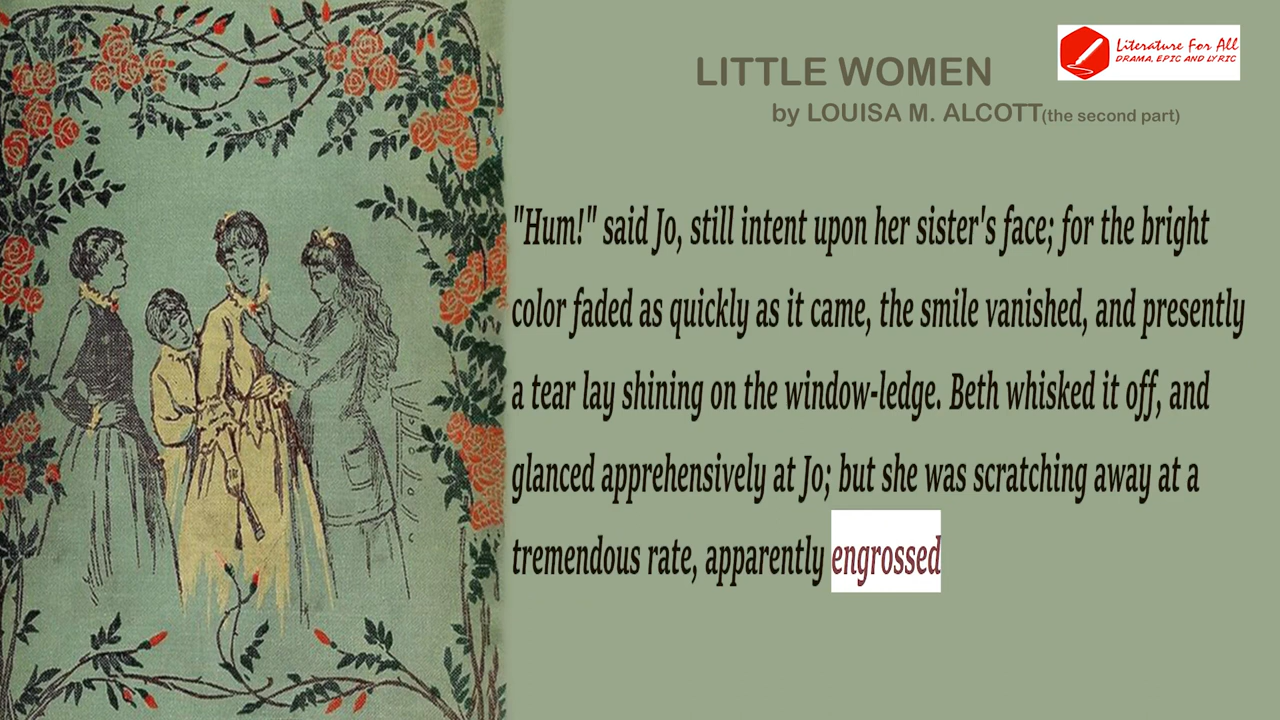 LITTLE WOMEN
by LOUISA M. ALCOTT(the second part)
Literature For All
DRAMA, EPIC AND LYRIC
"Hum!" said Jo, still intent upon her sister's face; for the bright
color faded as quickly as it came, the smile vanished, and presently
a tear lay shining on the window-ledge. Beth whisked it off, and
glanced apprehensively at Jo; but she was scratching away at a
tremendous rate, apparently engrossed